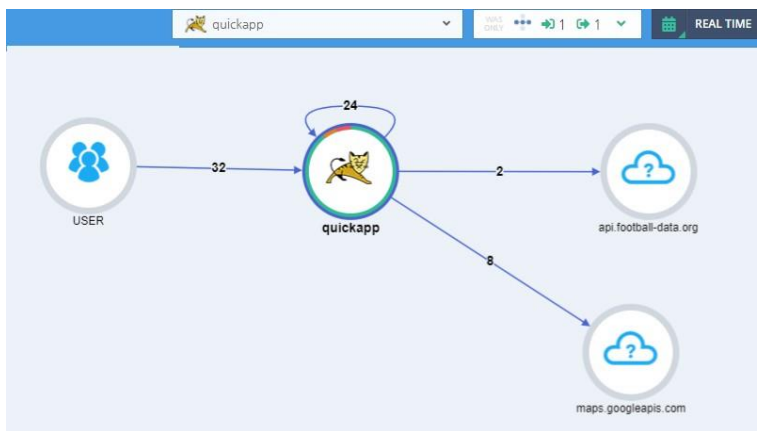 quickapp
WAS ONLY
1
1
REAL TIME
24
32
2
8
?
?
USER
quickapp
api.football-data.org
maps.googleapis.com